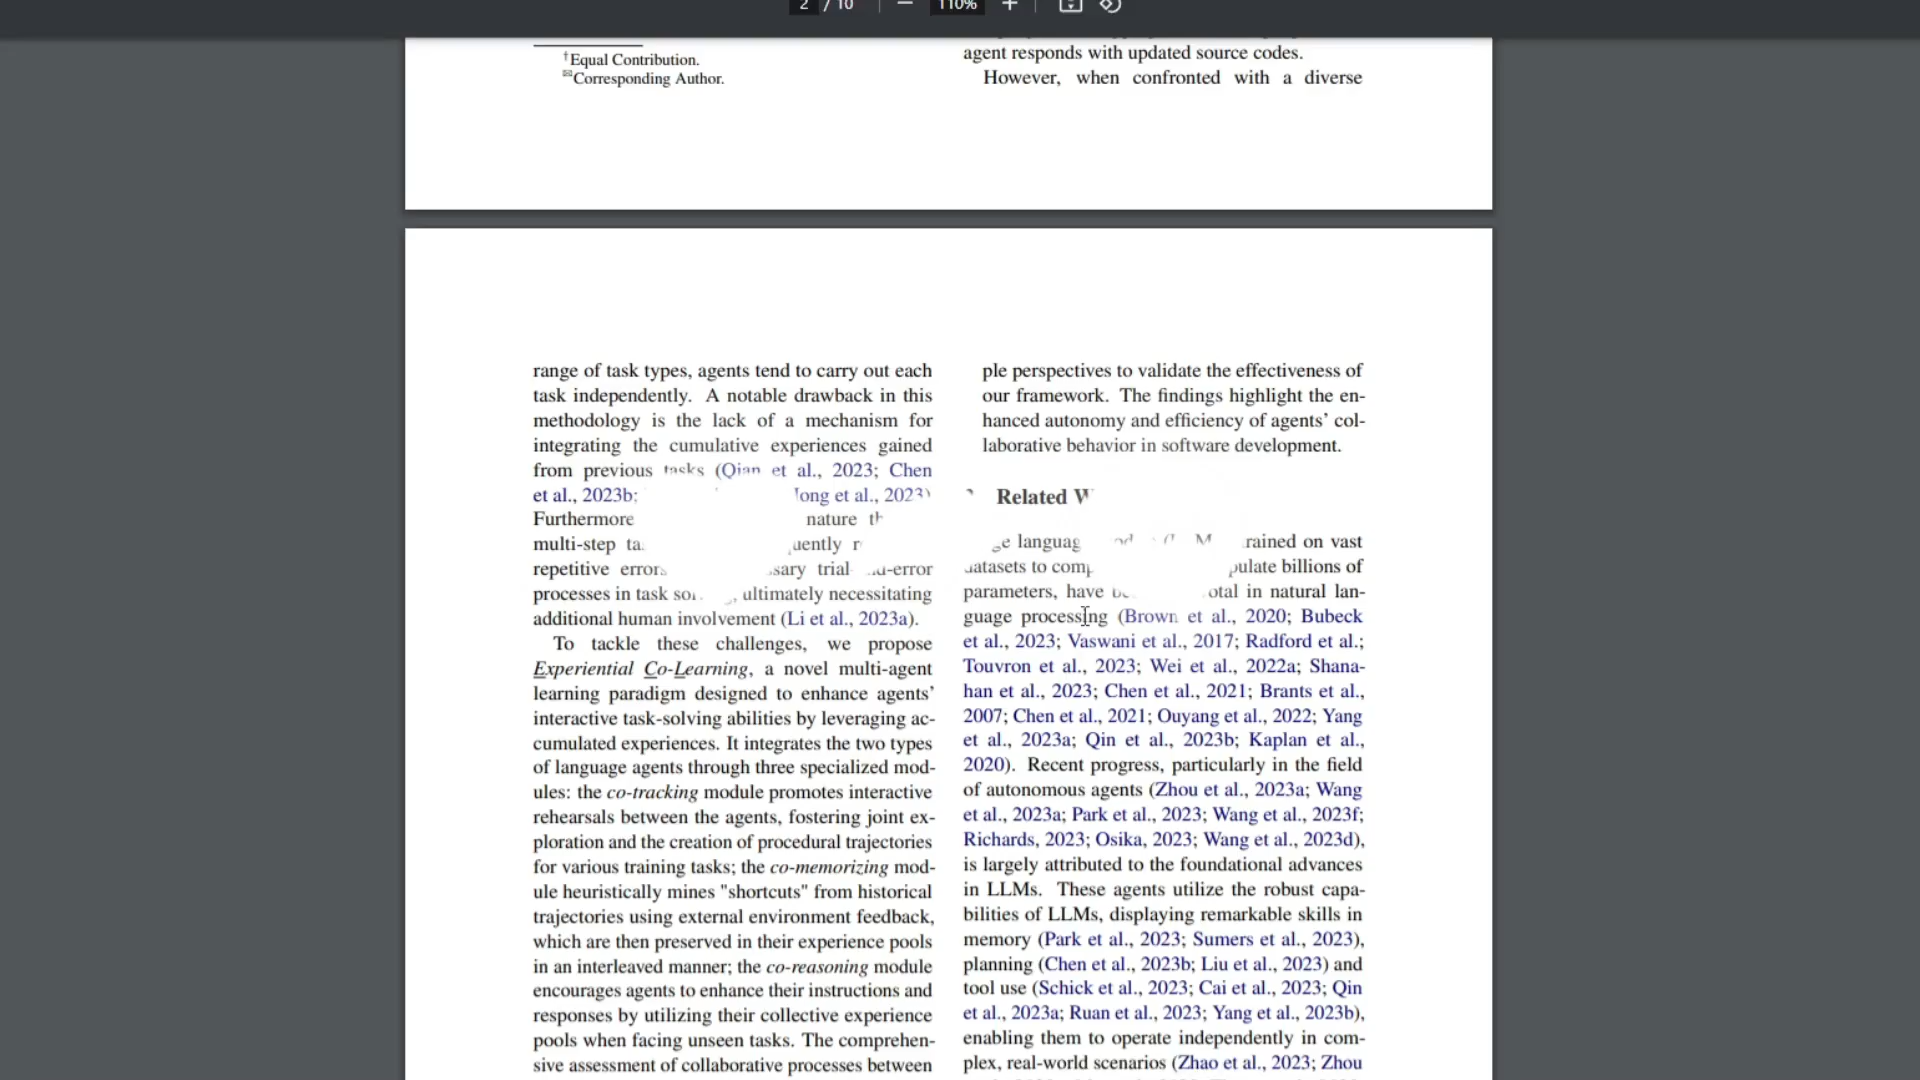 2 / 10
110%
†Equal Contribution.
✉Corresponding Author.
agent responds with updated source codes.
However, when confronted with a diverse
range of task types, agents tend to carry out each
task independently. A notable drawback in this
methodology is the lack of a mechanism for
integrating the cumulative experiences gained
from previous tasks (Qian et al., 2023; Chen
et al., 2023b; et al., 2023)
Furthermore nature
multi-step
repetitive
processes in task ultimately necessitating
additional human involvement (Li et al., 2023a).
To tackle these challenges, we propose
Experiential Co-Learning, a novel multi-agent
learning paradigm designed to enhance agents'
interactive task-solving abilities by leveraging ac-
cumulated experiences. It integrates the two types
of language agents through three specialized mod-
ules: the co-tracking module promotes interactive
rehearsals between the agents, fostering joint ex-
ploration and the creation of procedural trajectories
for various training tasks; the co-memorizing mod-
ule heuristically mines "shortcuts" from historical
trajectories using external environment feedback,
which are then preserved in their experience pools
in an interleaved manner; the co-reasoning module
encourages agents to enhance their instructions and
responses by utilizing their collective experience
pools when facing unseen tasks. The comprehen-
sive assessment of collaborative processes between
ple perspectives to validate the effectiveness of
our framework. The findings highlight the en-
hanced autonomy and efficiency of agents' col-
laborative behavior in software development.
Related
on vast
datasets to billions of
parameters, have in natural lan-
guage processing (Brown et al., 2020; Bubeck
et al., 2023; Vaswani et al., 2017; Radford et al.;
Touvron et al., 2023; Wei et al., 2022a; Shana-
han et al., 2023; Chen et al., 2021; Brants et al.,
2007; Chen et al., 2021; Ouyang et al., 2022; Yang
et al., 2023a; Qin et al., 2023b; Kaplan et al.,
2020). Recent progress, particularly in the field
of autonomous agents (Zhou et al., 2023a; Wang
et al., 2023a; Park et al., 2023; Wang et al., 2023f;
Richards, 2023; Osika, 2023; Wang et al., 2023d),
is largely attributed to the foundational advances
in LLMs. These agents utilize the robust capa-
bilities of LLMs, displaying remarkable skills in
memory (Park et al., 2023; Sumers et al., 2023),
planning (Chen et al., 2023b; Liu et al., 2023) and
tool use (Schick et al., 2023; Cai et al., 2023; Qin
et al., 2023a; Ruan et al., 2023; Yang et al., 2023b),
enabling them to operate independently in com-
plex, real-world scenarios (Zhao et al., 2023; Zhou